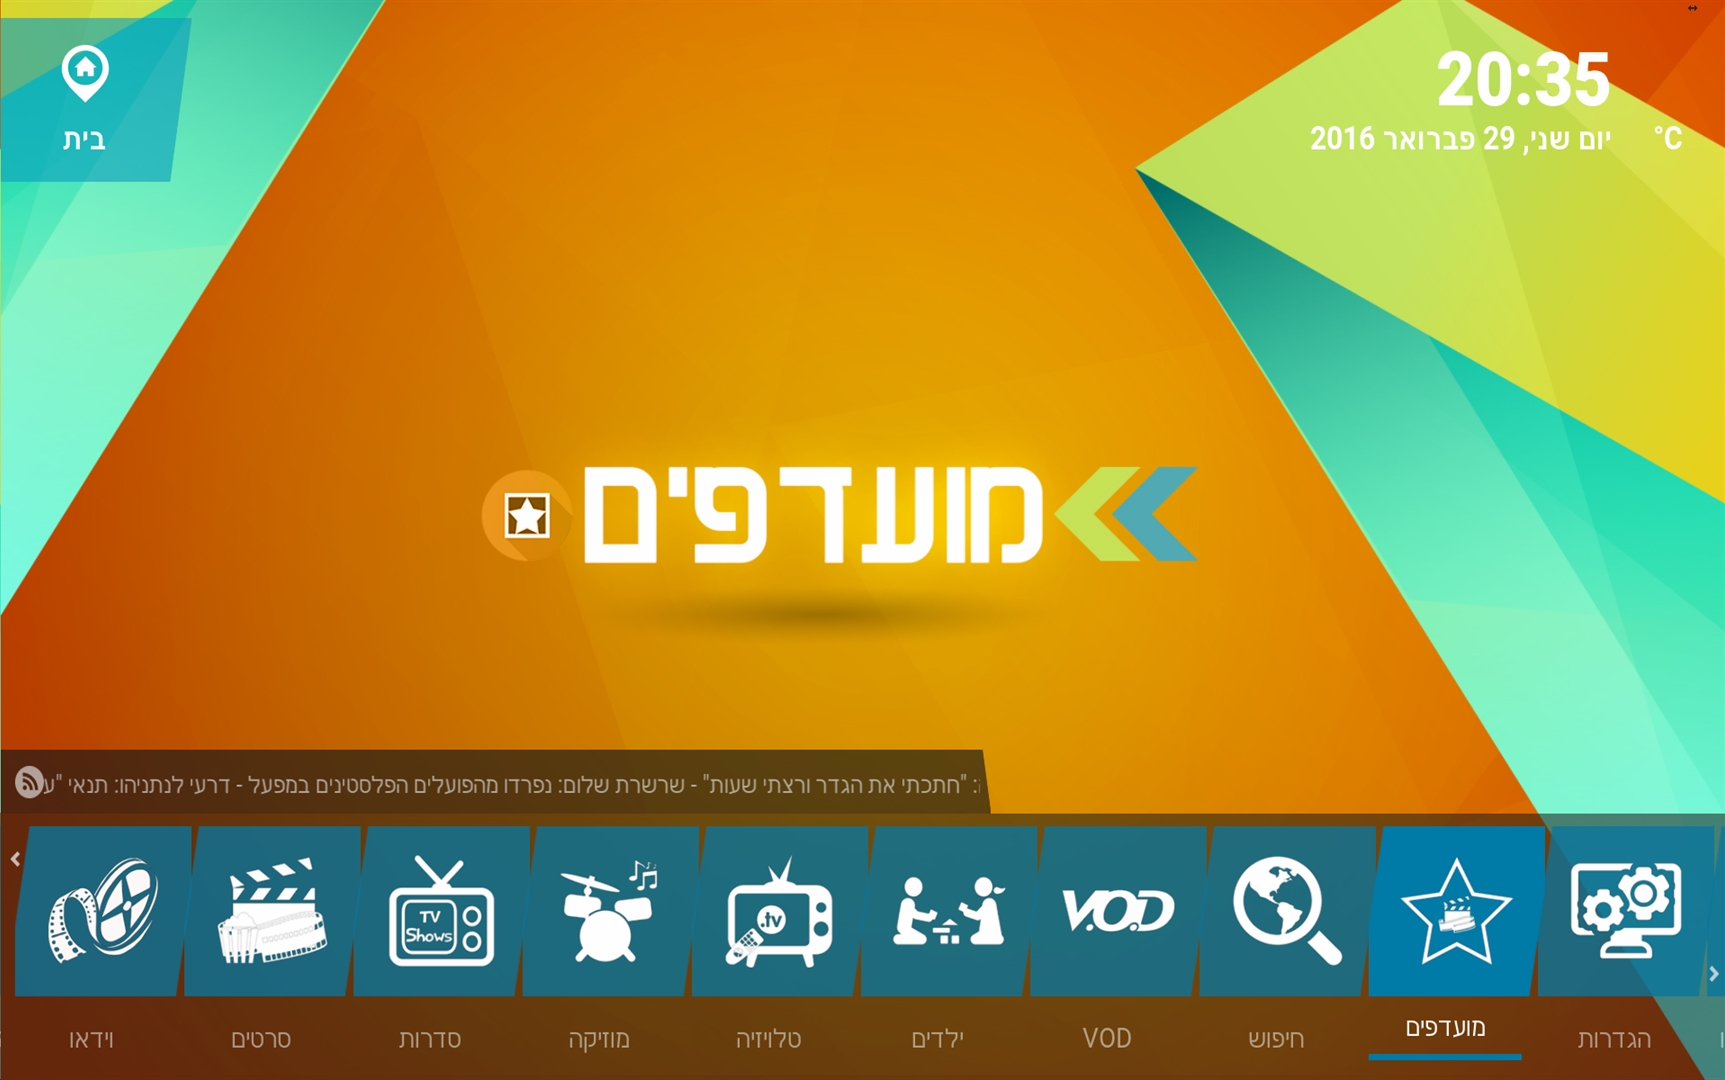 בית
20:35
יום שני, 29 פברואר 2016
°C
מועדפים
: "חתכתי את הגדר ורצתי שעות" - שרשרת שלום: נפרדו מהפועלים הפלסטינים במפעל - דרעי לנתניהו: תנאי "ע
TV Shows
.tv
V.O.D
וידאו
סרטים
סדרות
מוזיקה
טלויזיה
ילדים
VOD
חיפוש
מועדפים
הגדרות